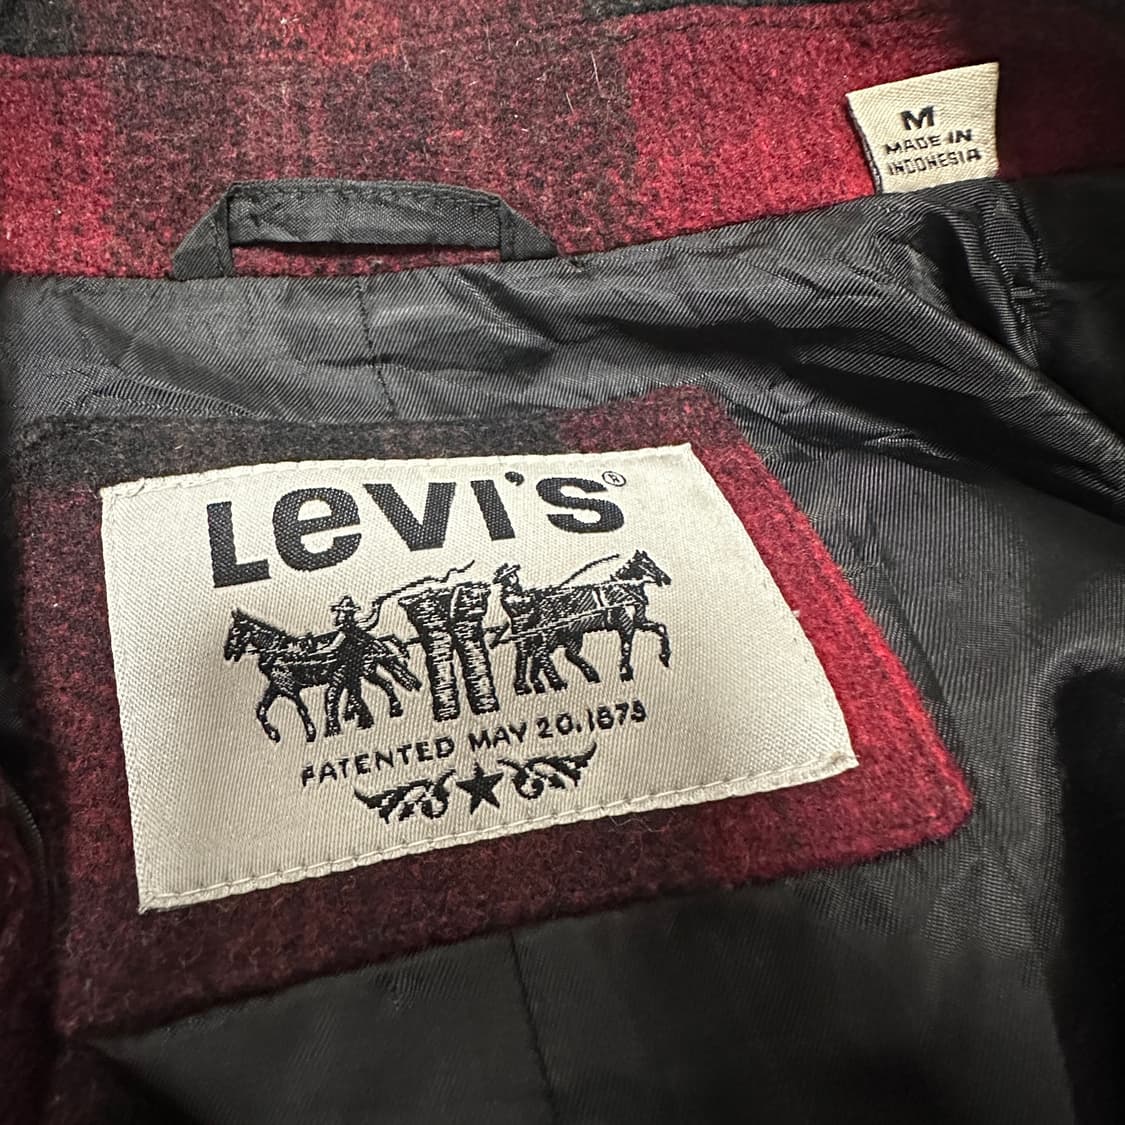 M
MADE IN
INDONESIA
Levi's®
PATENTED MAY 20, 1873